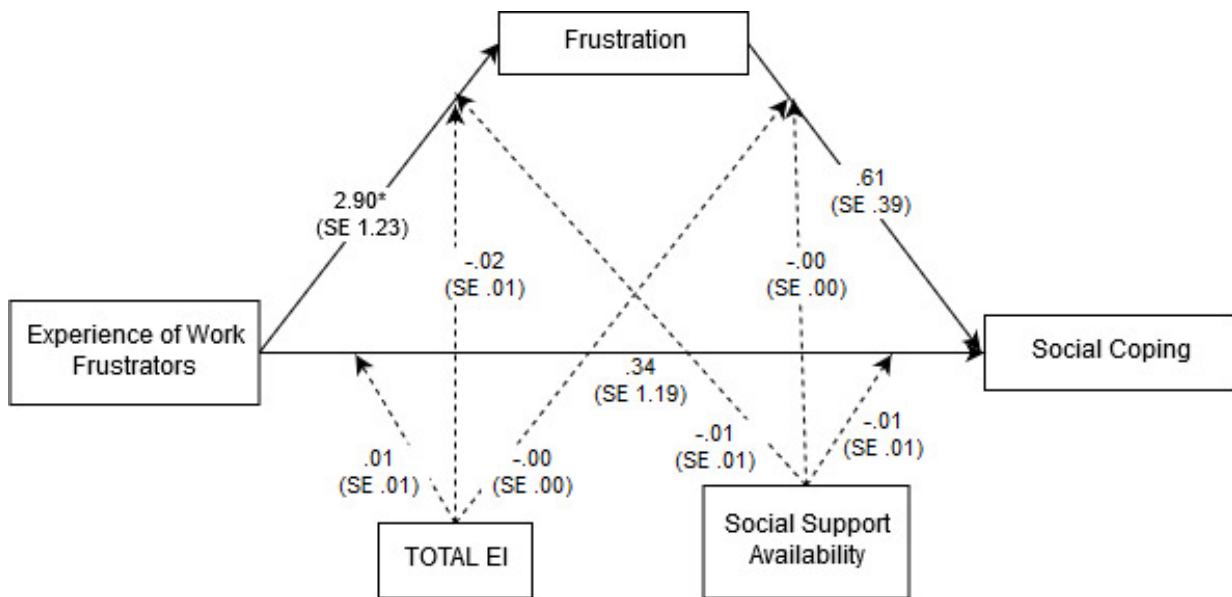 Frustration
2.90*
(SE 1.23)
.61
(SE .39)
-.02
(SE .01)
-.00
(SE .00)
Experience of Work
Frustrators
Social Coping
.34
(SE 1.19)
.01
(SE .01)
-.00
(SE .00)
-.01
(SE .01)
-.01
(SE .01)
TOTAL EI
Social Support
Availability